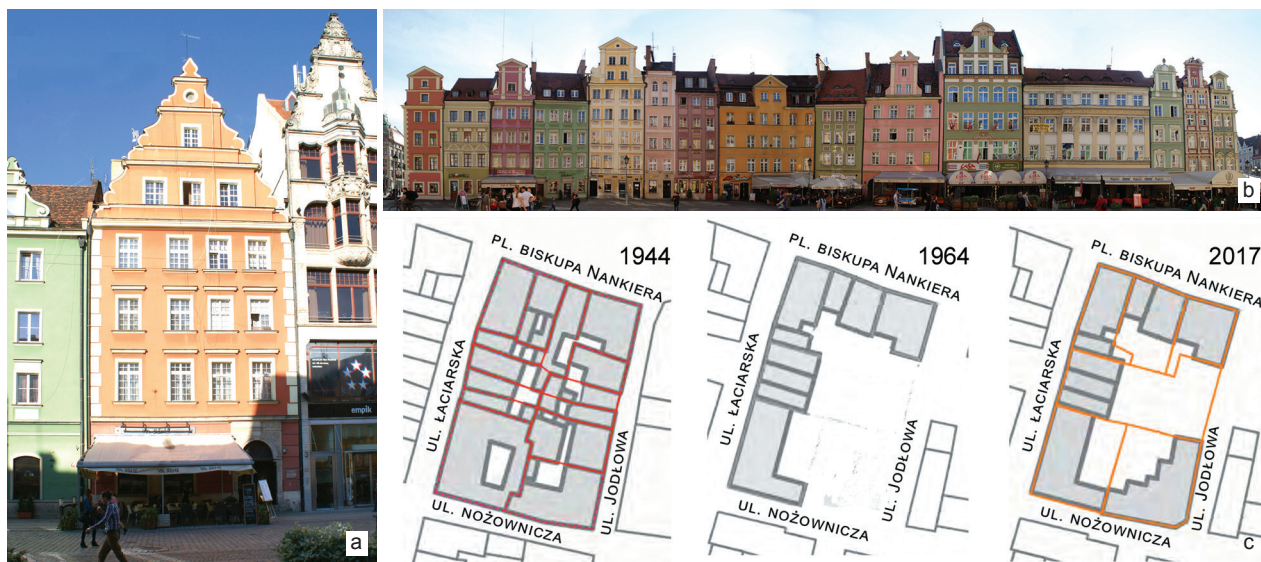 empik
a
b
1944
PL. BISKUPA NANKIERA
UL. ŁACIARSKA
UL. JODŁOWA
UL. NOŻOWNICZA
1964
PL. BISKUPA NANKIERA
UL. ŁACIARSKA
UL. JODŁOWA
UL. NOŻOWNICZA
2017
PL. BISKUPA NANKIERA
UL. ŁACIARSKA
UL. JODŁOWA
UL. NOŻOWNICZA
c